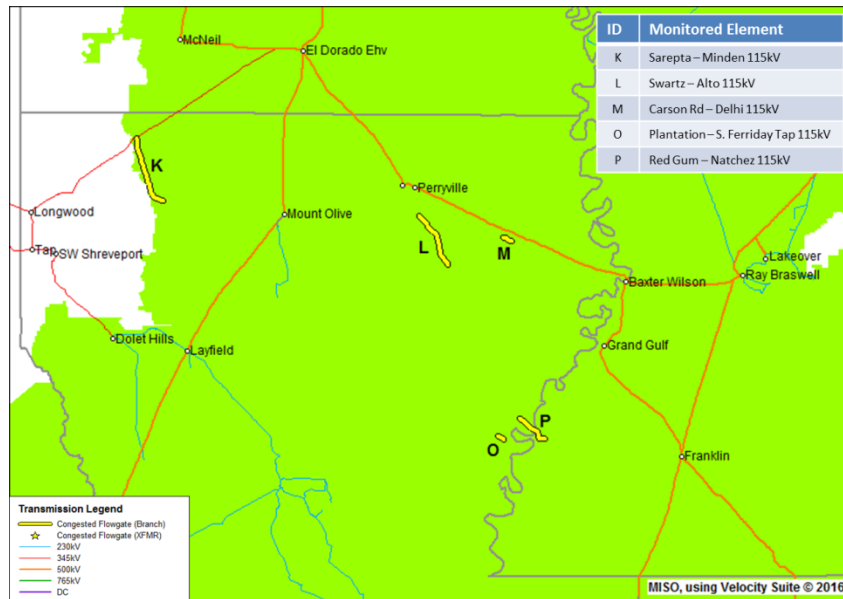 McNeil
El Dorado Ehv
ID Monitored Element
K Sarepta – Minden 115kV
L Swartz – Alto 115kV
M Carson Rd – Delhi 115kV
O Plantation – S. Ferriday Tap 115kV
P Red Gum – Natchez 115kV
K
Perryville
Longwood
Mount Olive
L
M
Tap
SW Shreveport
Lakeover
Ray Braswell
Baxter Wilson
Dolet Hills
Layfield
Grand Gulf
P
O
Franklin
Transmission Legend
Congested Flowgate (Branch)
Congested Flowgate (XFMR)
230kV
345kV
500kV
765kV
DC
MISO, using Velocity Suite © 2016